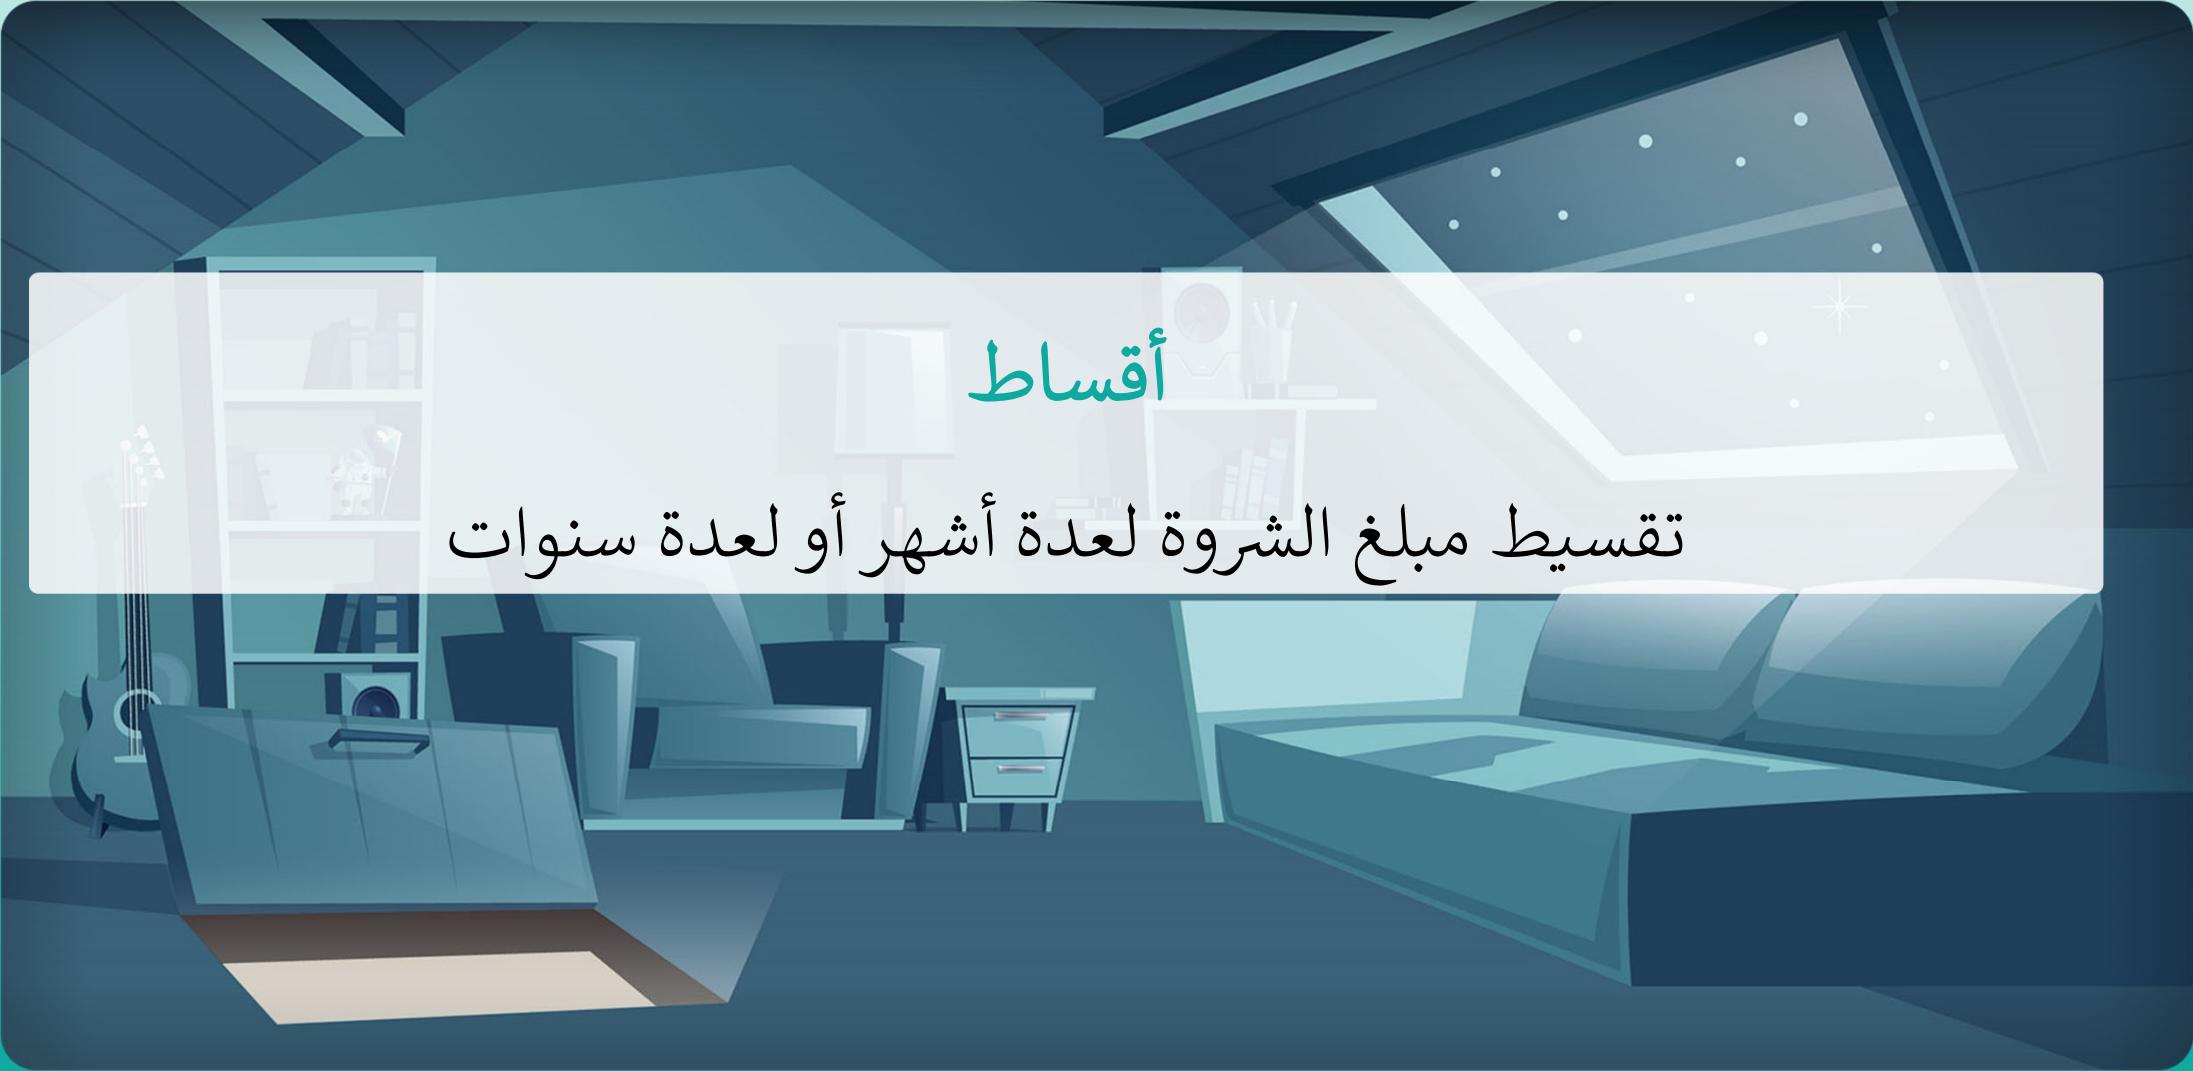 أقساط
تقسيط مبلغ الشروة لعدة أشهر أو لعدة سنوات